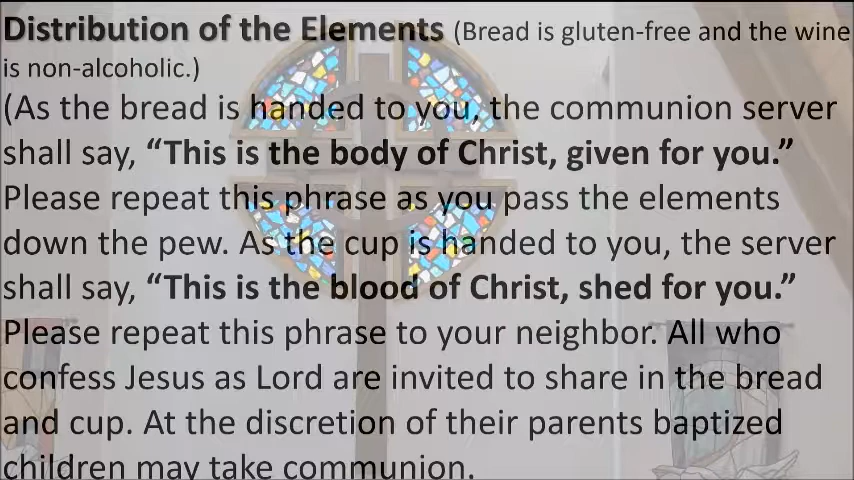 Distribution of the Elements (Bread is gluten-free and the wine
is non-alcoholic.)
(As the bread is handed to you, the communion server
shall say, “This is the body of Christ, given for you.”
Please repeat this phrase as you pass the elements
down the pew. As the cup is handed to you, the server
shall say, “This is the blood of Christ, shed for you.”
Please repeat this phrase to your neighbor. All who
confess Jesus as Lord are invited to share in the bread
and cup. At the discretion of their parents baptized
children may take communion.